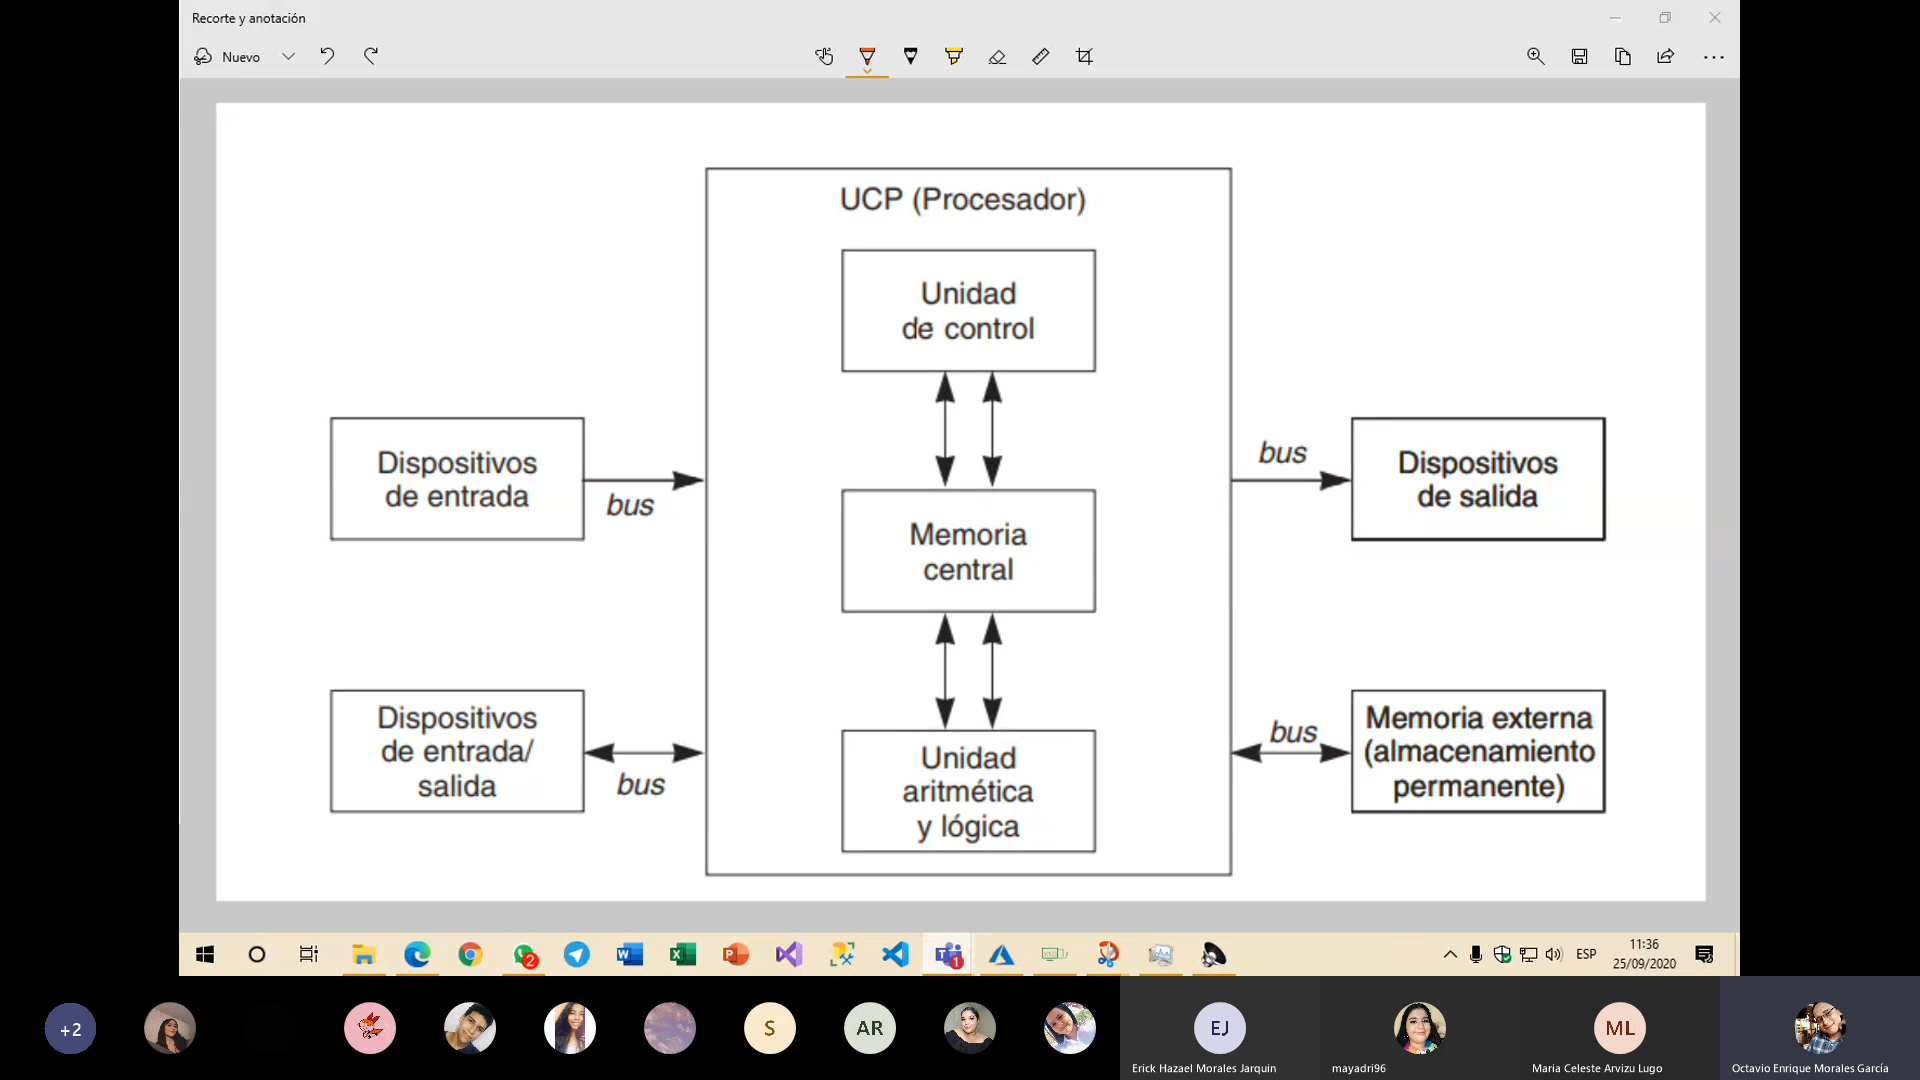 Recorte y anotación
Nuevo
UCP (Procesador)
Unidad
de control
Dispositivos
de entrada
bus
Memoria
central
bus
Dispositivos
de salida
Dispositivos
de entrada/
salida
bus
Unidad
aritmética
y lógica
bus
Memoria externa
(almacenamiento
permanente)
2
1
ESP
11:36
25/09/2020
+2
S
AR
EJ
ML
Erick Hazael Morales Jarquin
mayadri96
Maria Celeste Arvizu Lugo
Octavio Enrique Morales García